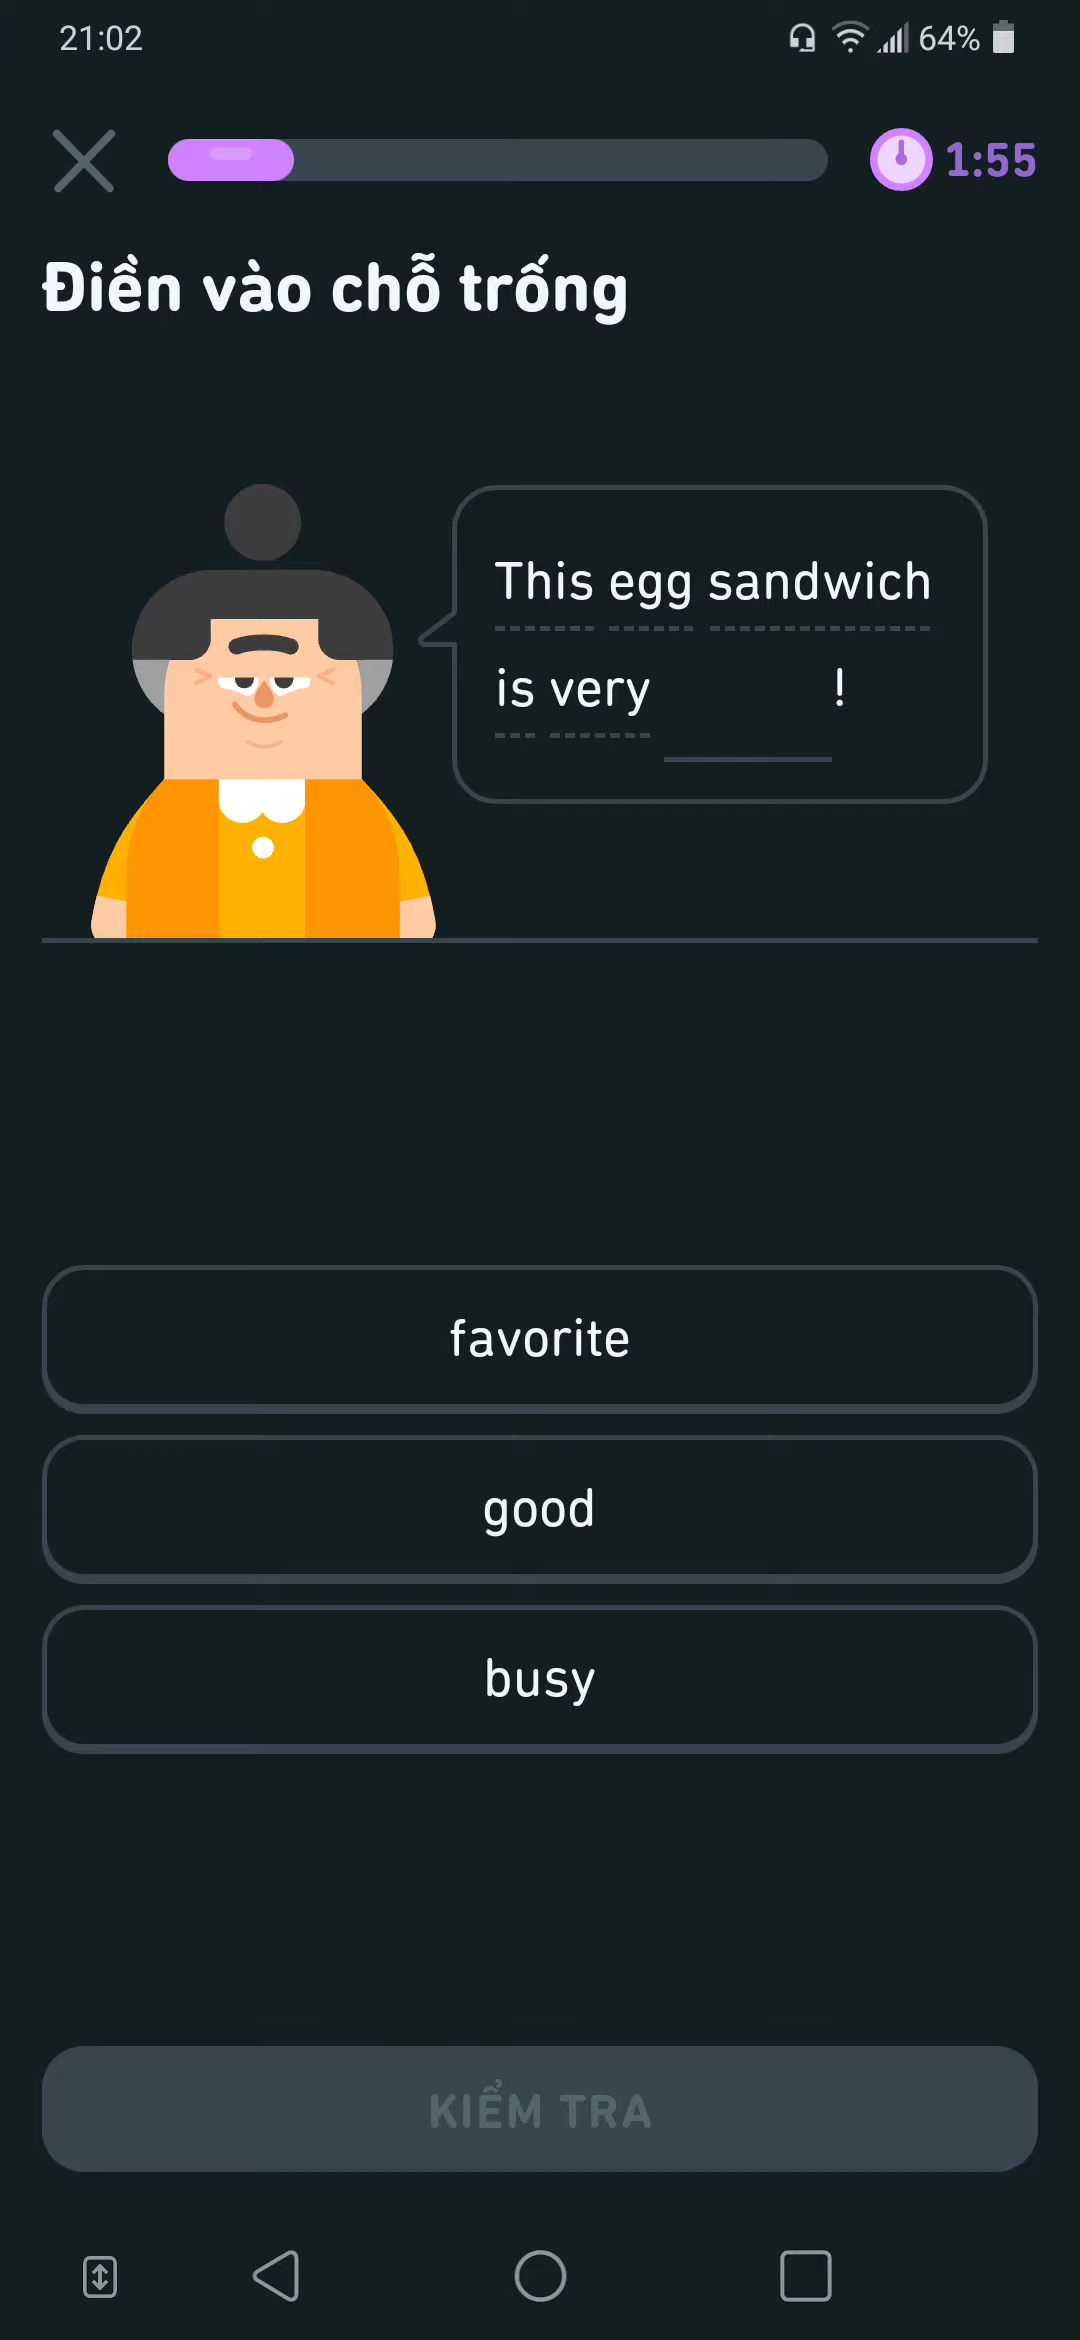 21:02
64%
1:55
Điền vào chỗ trống
This egg sandwich
is very !
favorite
good
busy
KIỂM TRA